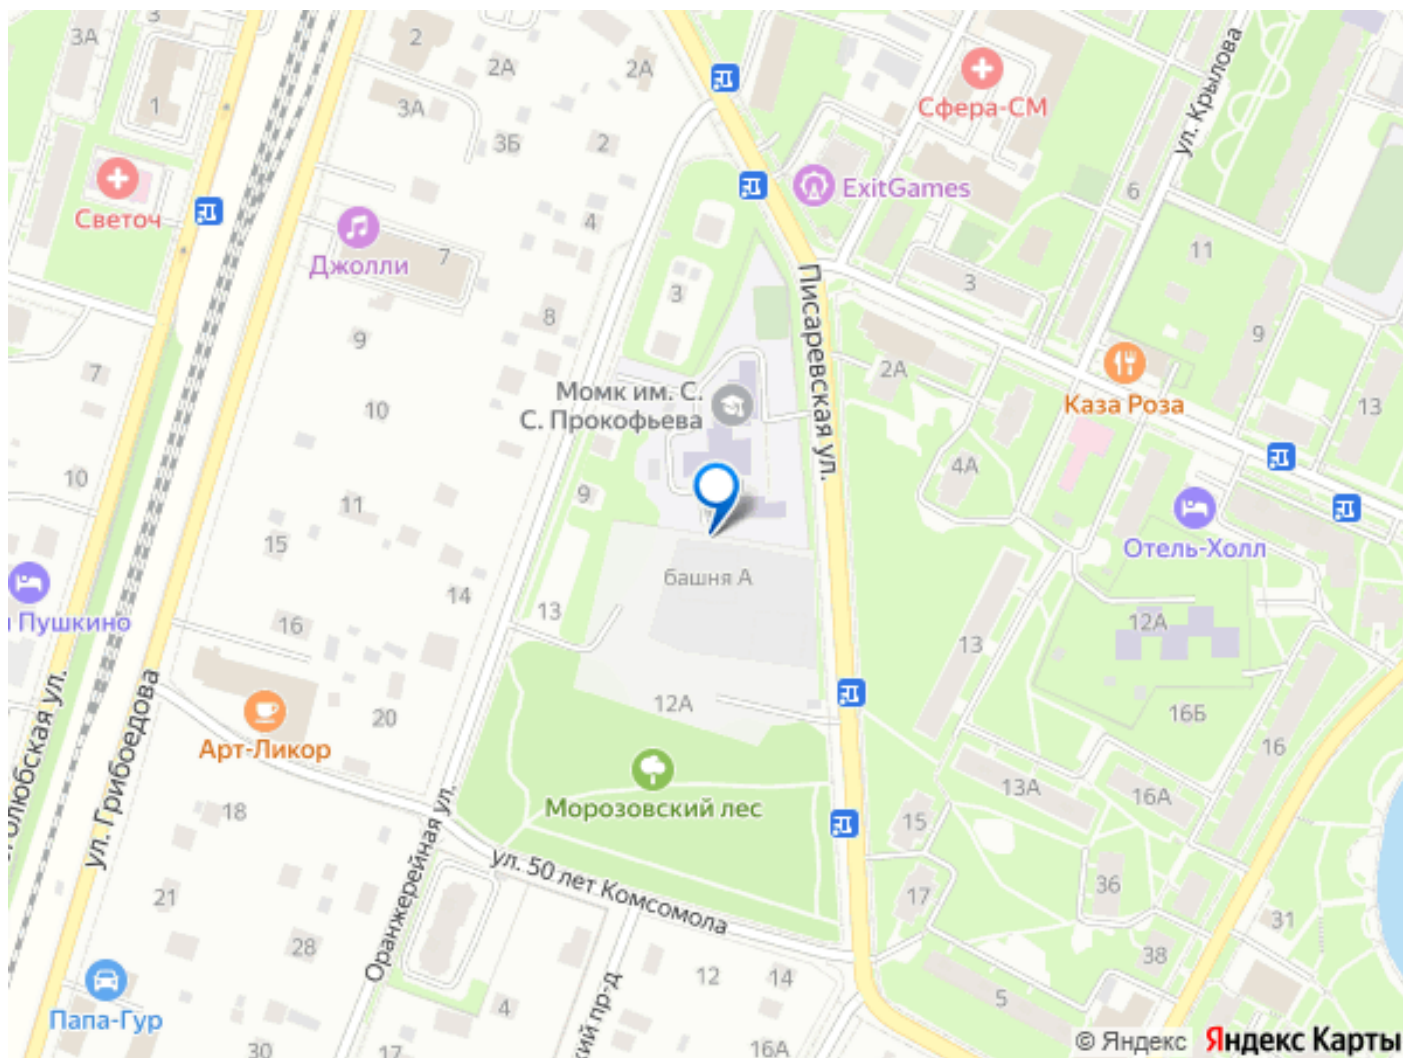 3А
2
2А
2А
1
3А
3Б
2
Сфера-СМ
ул. Крылова
Светоч
ExitGames
6
4
11
Джолли
7
3
3
8
9
9
Писаревская ул.
7
2А
10
Момк им. С.
С. Прокофьева
Каза Роза
13
10
4А
9
11
15
Отель-Холл
башня А
14
13
Пушкино
16
12А
13
12А
20
16Б
16
Арт-Ликор
ул. Грибоедова
18
Морозовский лес
13А
16А
15
Оранжерейная ул.
ул. 50 лет Комсомола
36
17
21
31
28
38
12
14
4
5
Папа-Гур
30
17
16А
© Яндекс
Яндекс Карты